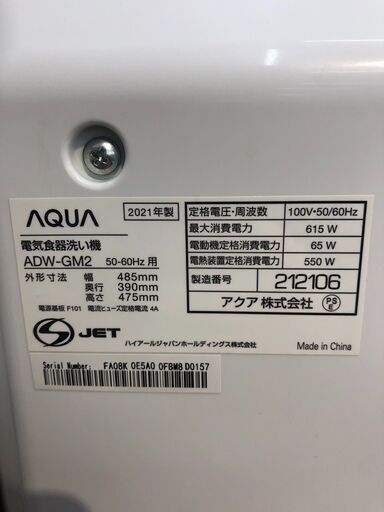 AQUA 2021年製
電気食器洗い機
ADW-GM2 50-60Hz 用
外形寸法 幅 485mm
奥行 390mm
高さ 475mm
電源基板 F101 電流ヒューズ定格電流 4A
S JET
定格電圧・周波数 100V・50/60Hz
最大消費電力 615 W
電動機定格消費電力 65 W
電熱装置定格消費電力 550 W
製造番号 212106
アクア 株式会社 PS E
ハイアールジャパンホールディングス株式会社 Made in China
Serial Number: FA08K 0E5A0 0FBM8 D0157